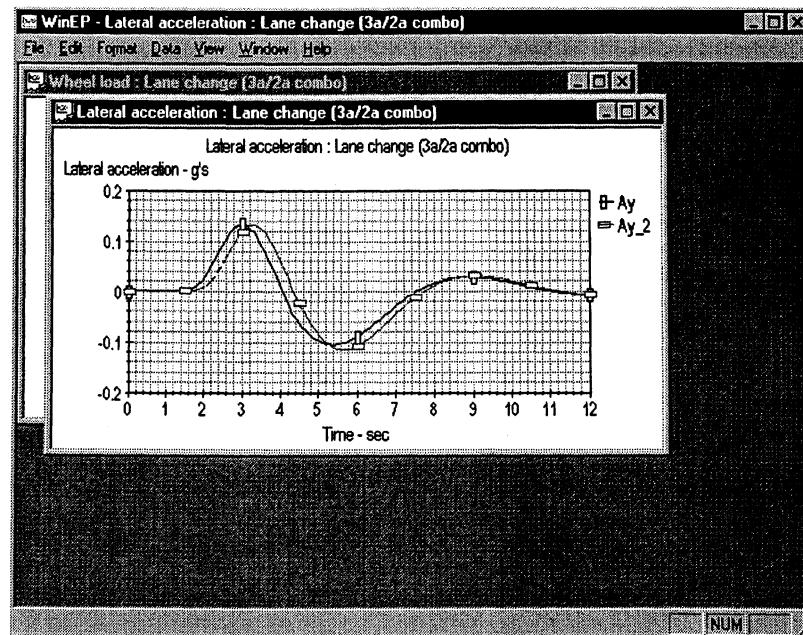 WinEP - Lateral acceleration : Lane change (3a/2a combo)
File Edit Format Data View Window Help
Wheel load : Lane change (3a/2a combo)
Lateral acceleration : Lane change (3a/2a combo)
Lateral acceleration : Lane change (3a/2a combo)
Lateral acceleration - g's
0.2
0.1
0
-0.1
-0.2
Ay
Ay_2
0 1 2 3 4 5 6 7 8 9 10 11 12
Time - sec
NUM